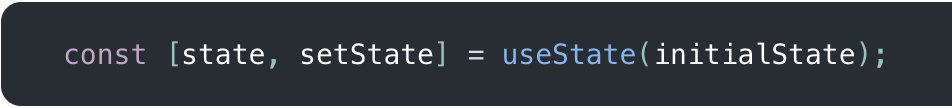 const [state, setState] = useState(initialState);